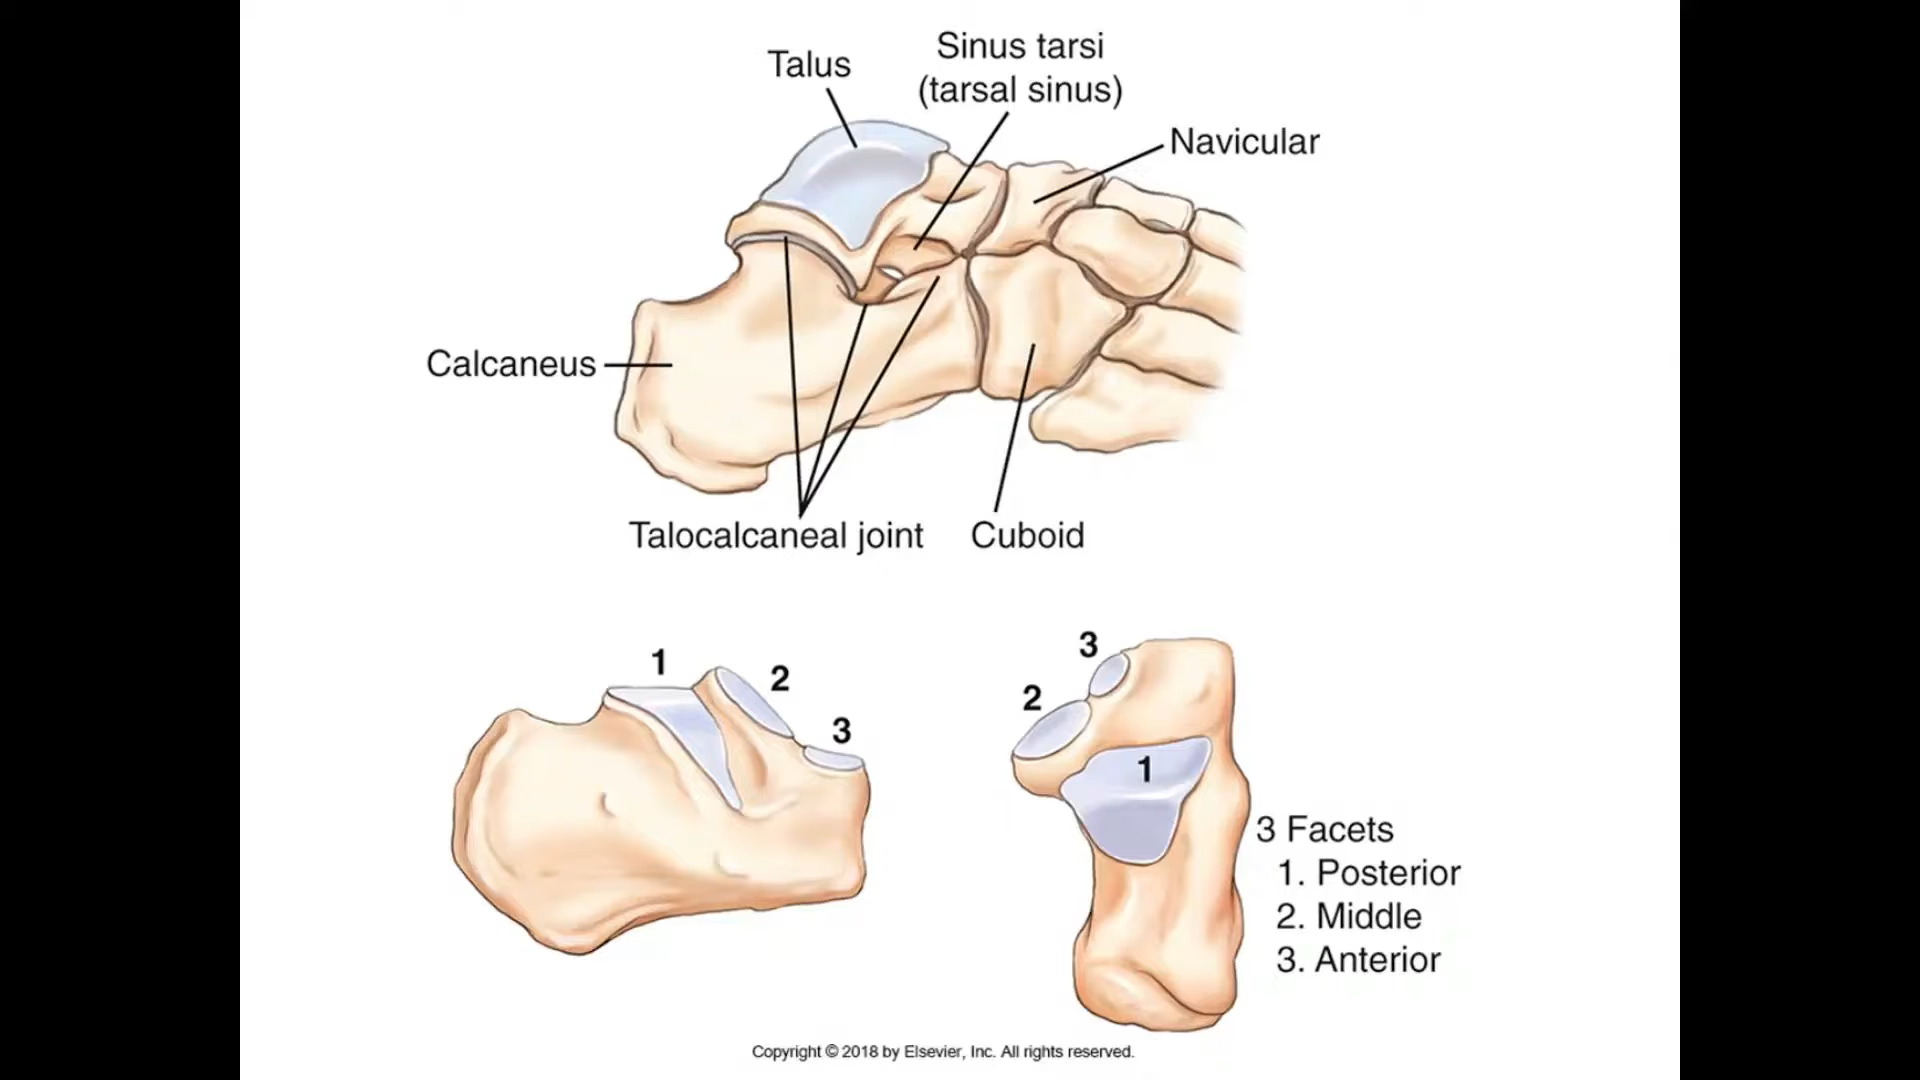 Talus
Sinus tarsi
(tarsal sinus)
Navicular
Calcaneus
Talocalcaneal joint
Cuboid
1
2
3
3
2
1
3 Facets
1. Posterior
2. Middle
3. Anterior
Copyright © 2018 by Elsevier, Inc. All rights reserved.